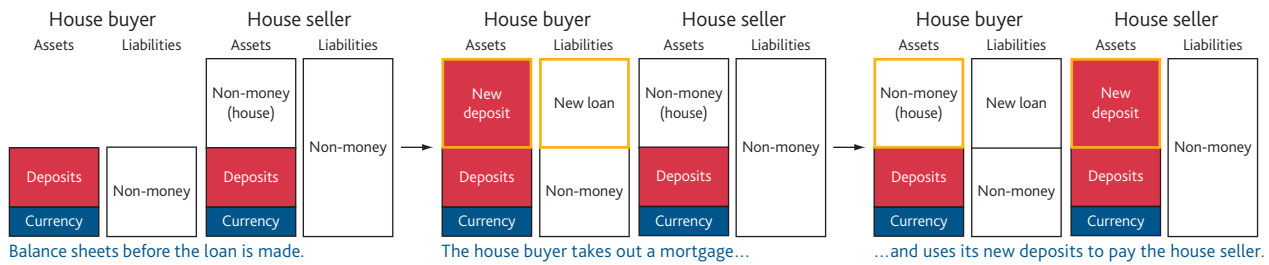 House buyer
House seller
Assets
Liabilities
Assets
Liabilities
Non-money
(house)
Deposits
Non-money
Deposits
Non-money
Currency
Currency
Balance sheets before the loan is made.
House buyer
House seller
Assets
Liabilities
Assets
Liabilities
New
deposit
New loan
Non-money
(house)
Deposits
Non-money
Deposits
Non-money
Currency
Currency
The house buyer takes out a mortgage…
House buyer
House seller
Assets
Liabilities
Assets
Liabilities
Non-money
(house)
New loan
New
deposit
Deposits
Non-money
Deposits
Non-money
Currency
Currency
…and uses its new deposits to pay the house seller.